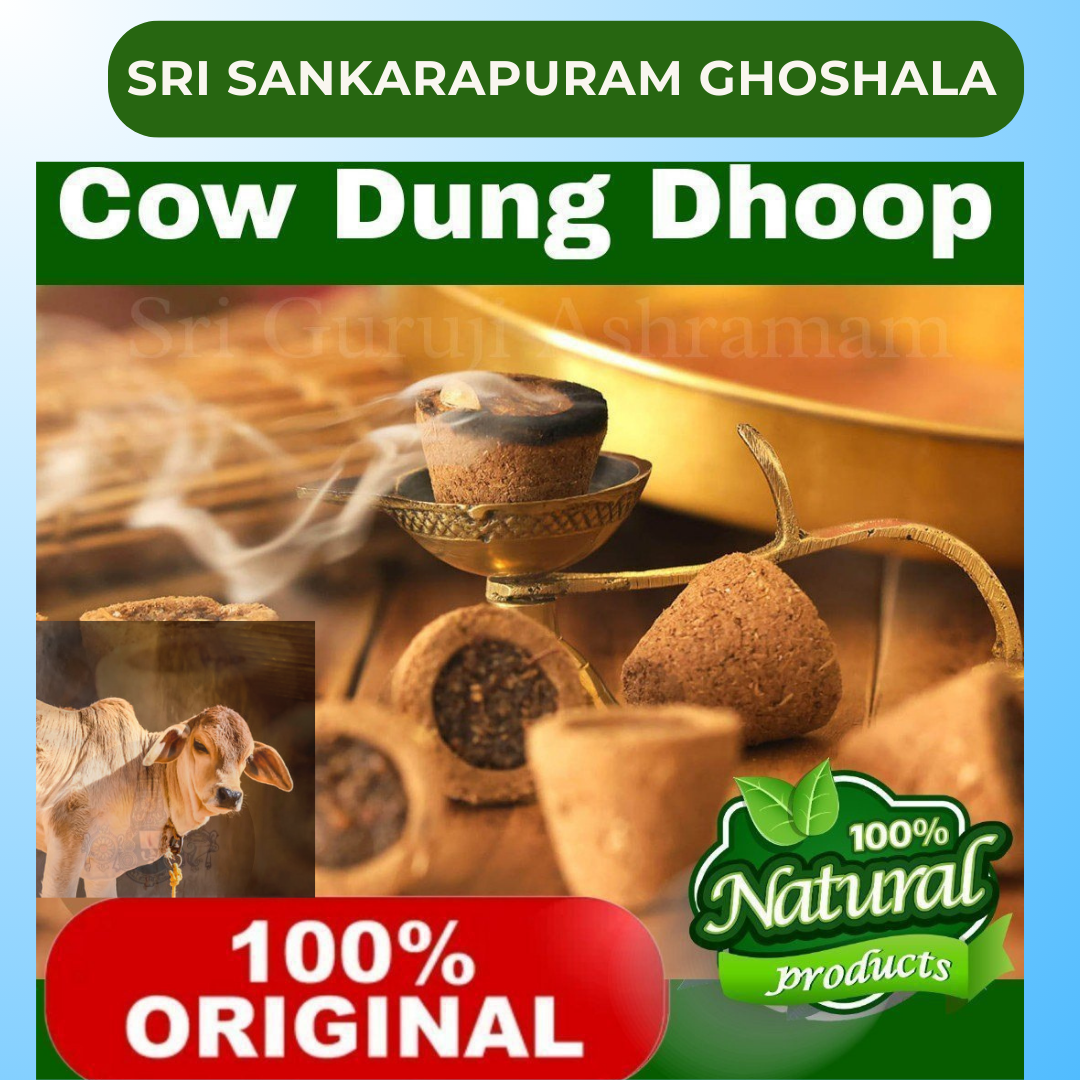 SRI SANKARAPURAM GHOSHALA
Cow Dung Dhoop
Sri Guruji Ashramam
100%
Natural
products
100%
ORIGINAL